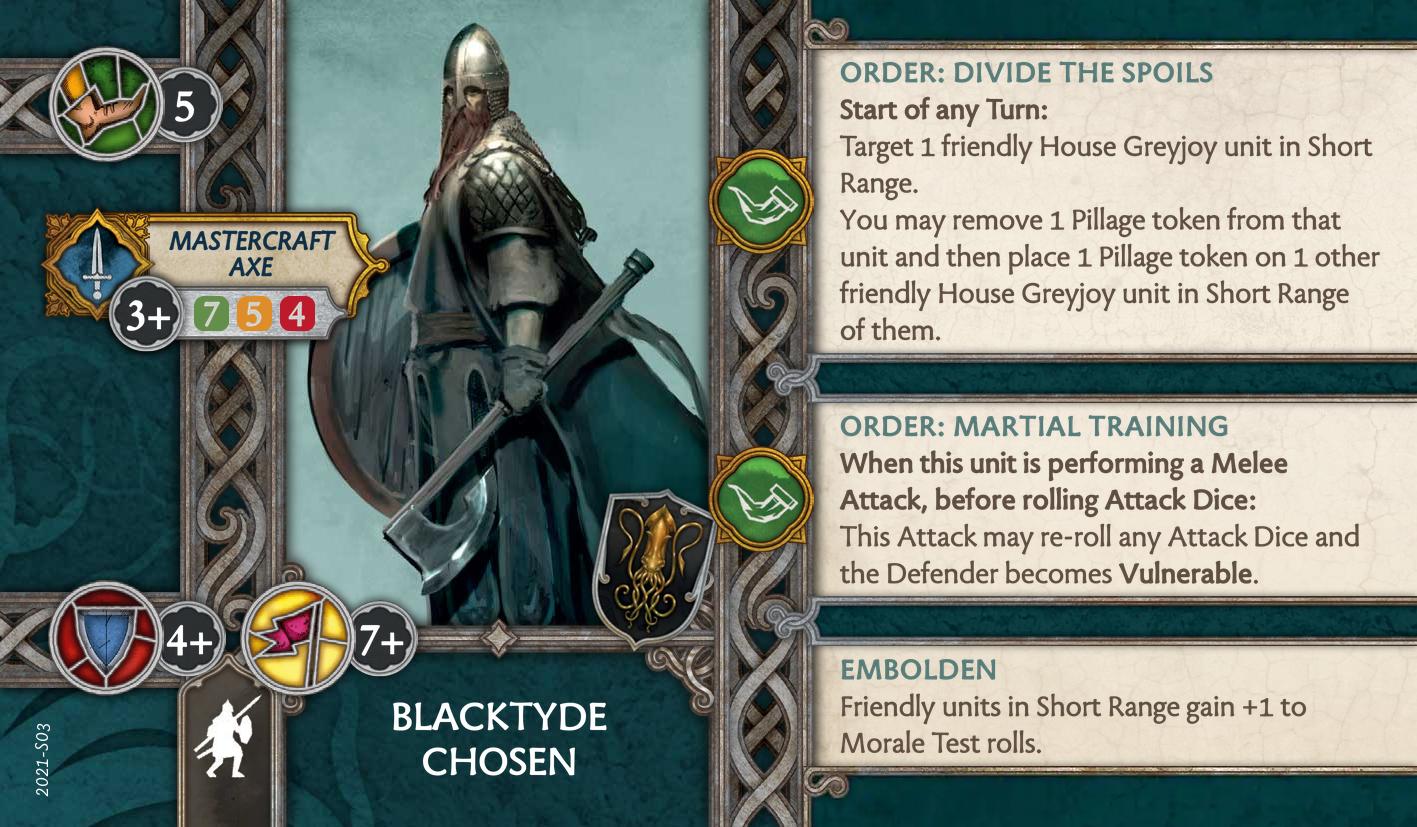 5
MASTERCRAFT
AXE
3+ 7 5 4
4+ 7+
BLACKTYDE
CHOSEN
2021-S03
ORDER: DIVIDE THE SPOILS
Start of any Turn:
Target 1 friendly House Greyjoy unit in Short
Range.
You may remove 1 Pillage token from that
unit and then place 1 Pillage token on 1 other
friendly House Greyjoy unit in Short Range
of them.
ORDER: MARTIAL TRAINING
When this unit is performing a Melee
Attack, before rolling Attack Dice:
This Attack may re-roll any Attack Dice and
the Defender becomes Vulnerable.
EMBOLDEN
Friendly units in Short Range gain +1 to
Morale Test rolls.